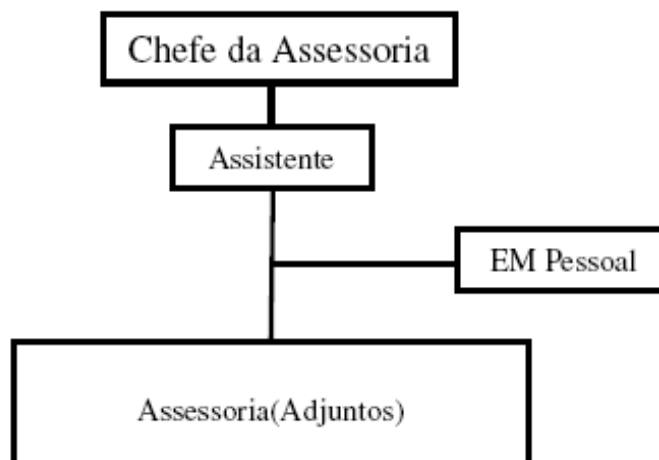 Chefe da Assessoria
Assistente
EM Pessoal
Assessoria(Adjuntos)